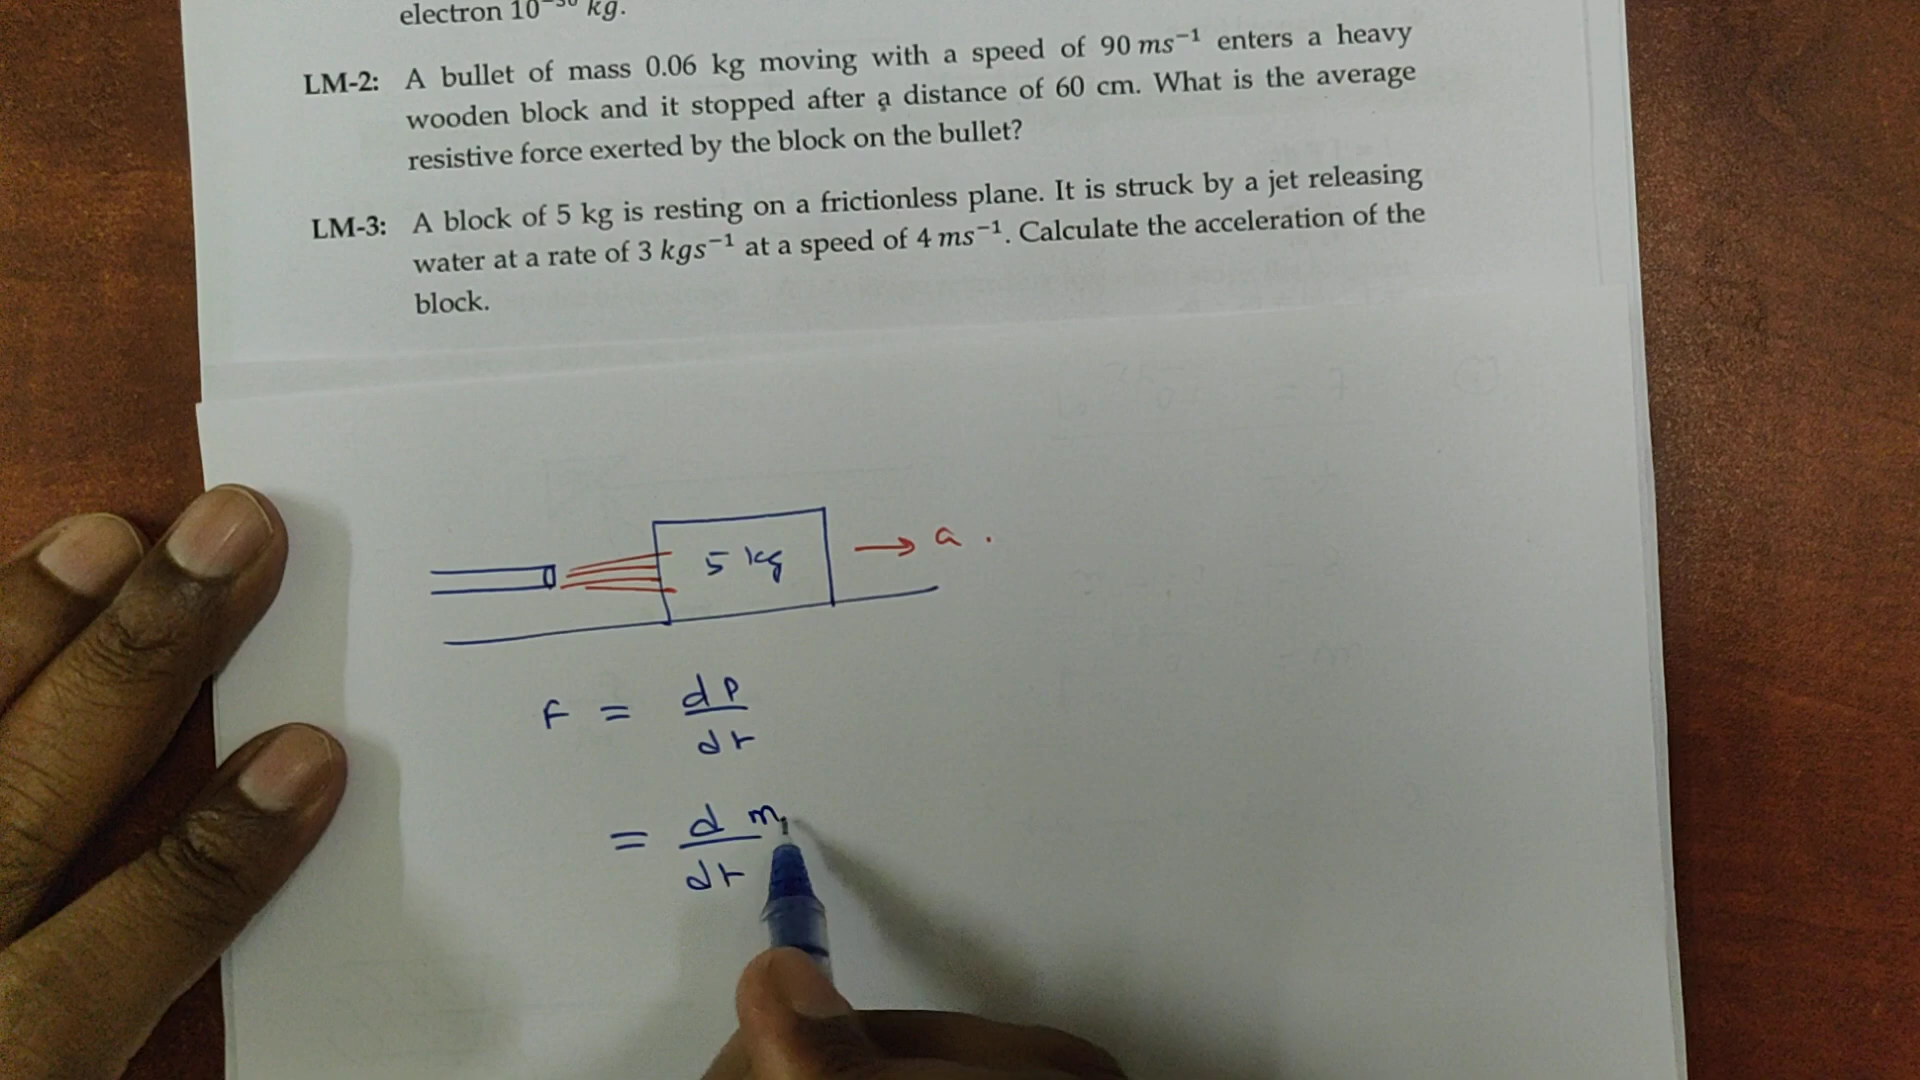 electron 10⁻³⁰ kg.
LM-2: A bullet of mass 0.06 kg moving with a speed of 90 ms⁻¹ enters a heavy
wooden block and it stopped after a distance of 60 cm. What is the average
resistive force exerted by the block on the bullet?
LM-3: A block of 5 kg is resting on a frictionless plane. It is struck by a jet releasing
water at a rate of 3 kgs⁻¹ at a speed of 4 ms⁻¹. Calculate the acceleration of the
block.
5 kg → a .
F = dP
dt
= d m
dt